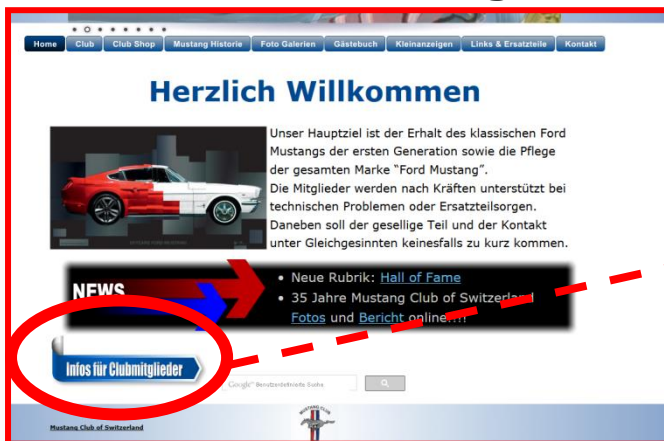 Home Club Club Shop Mustang Historie Foto Galerien Gästebuch Kleinanzeigen Links & Ersatzteile Kontakt
Herzlich Willkommen
Unser Hauptziel ist der Erhalt des klassischen Ford
Mustangs der ersten Generation sowie die Pflege
der gesamten Marke "Ford Mustang".
Die Mitglieder werden nach Kräften unterstützt bei
technischen Problemen oder Ersatzteilsorgen.
Daneben soll der gesellige Teil und der Kontakt
unter Gleichgesinnten keinesfalls zu kurz kommen.
NEWS
• Neue Rubrik: Hall of Fame
• 35 Jahre Mustang Club of Switzerland
Fotos und Bericht online!!!!
Infos für Clubmitglieder
Google™ Benutzerdefinierte Suche
Mustang Club of Switzerland